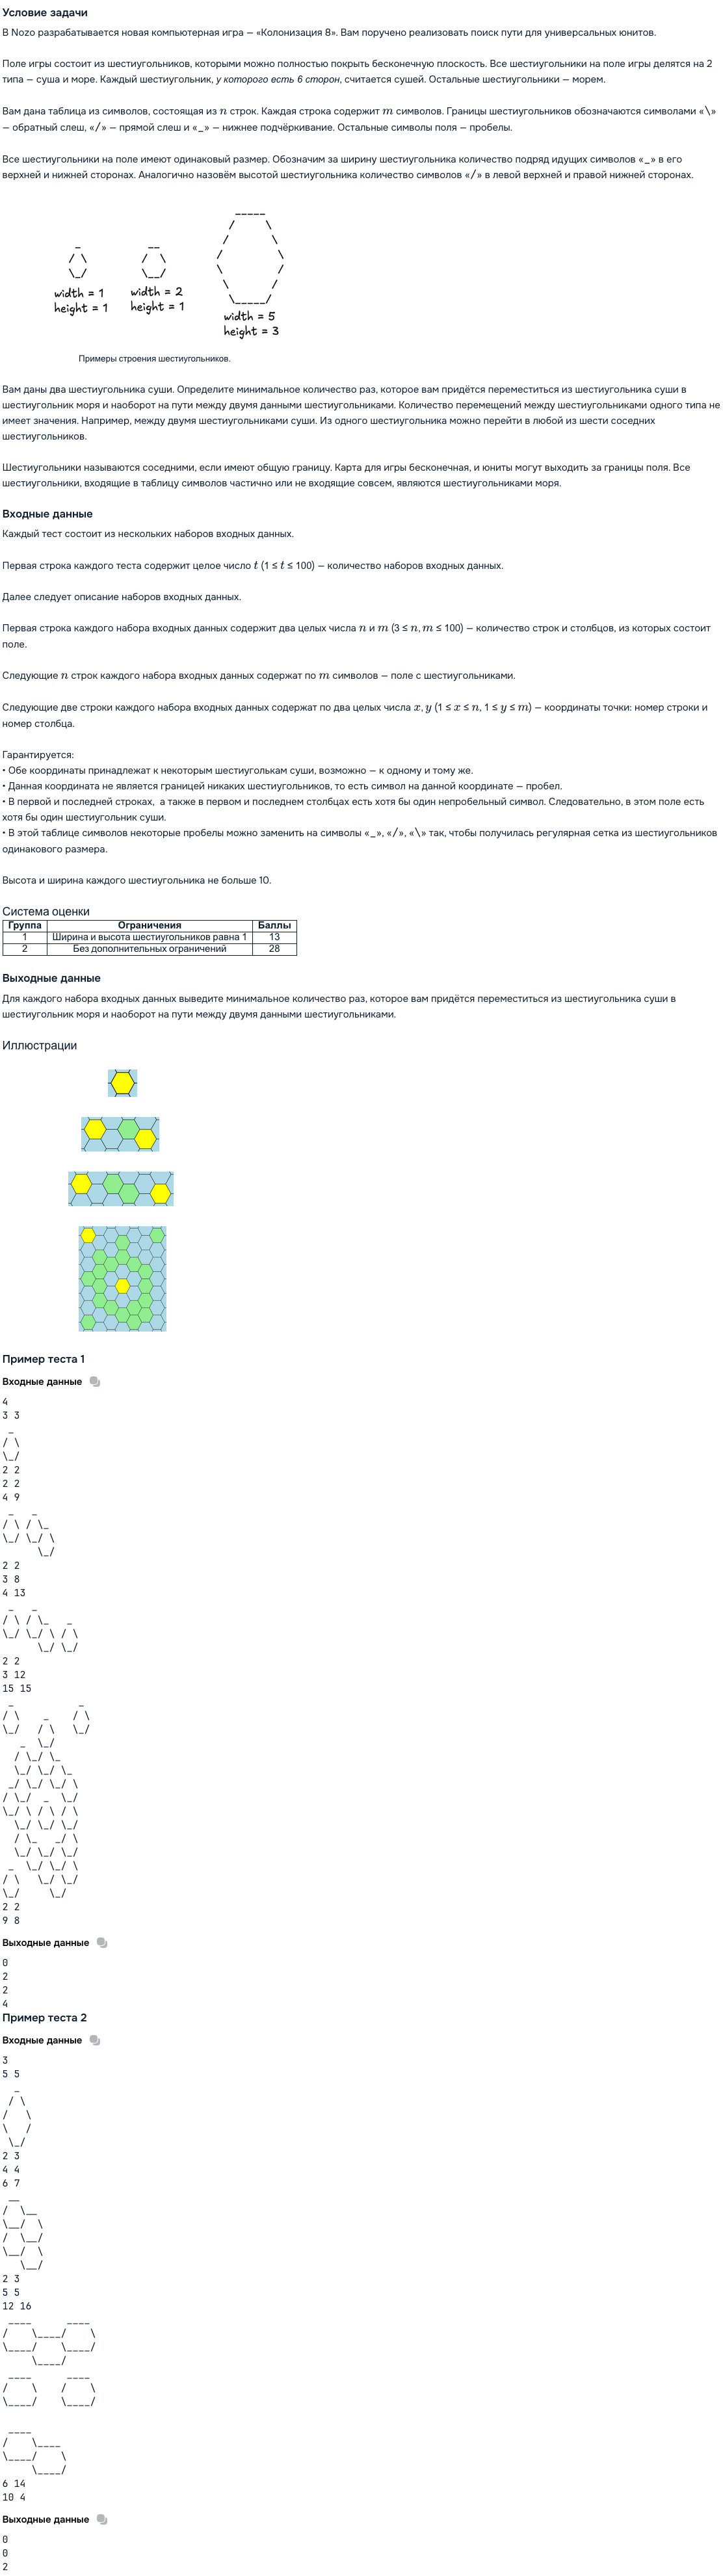 Условие задачи
В Nozo разрабатывается новая компьютерная игра — «Колонизация 8». Вам поручено реализовать поиск пути для универсальных юнитов.
Поле игры состоит из шестиугольников, которыми можно полностью покрыть бесконечную плоскость. Все шестиугольники на поле игры делятся на 2
типа — суша и море. Каждый шестиугольник, у которого есть 6 сторон, считается сушей. Остальные шестиугольники — морем.
Вам дана таблица из символов, состоящая из n строк. Каждая строка содержит m символов. Границы шестиугольников обозначаются символами «\»
— обратный слеш, «/» — прямой слеш и «_» — нижнее подчёркивание. Остальные символы поля — пробелы.
Все шестиугольники на поле имеют одинаковый размер. Обозначим за ширину шестиугольника количество подряд идущих символов «_» в его
верхней и нижней сторонах. Аналогично назовём высотой шестиугольника количество символов «/» в левой верхней и правой нижней сторонах.
      _____
     /     \
 _   __   /       \
/ \ /  \ /         \
\_/ \__/ \         /
          \       /
           \_____/
width = 1 width = 2 width = 5
height = 1 height = 1 height = 3
Примеры строения шестиугольников.
Вам даны два шестиугольника суши. Определите минимальное количество раз, которое вам придётся переместиться из шестиугольника суши в
шестиугольник моря и наоборот на пути между двумя данными шестиугольниками. Количество перемещений между шестиугольниками одного типа не
имеет значения. Например, между двумя шестиугольниками суши. Из одного шестиугольника можно перейти в любой из шести соседних
шестиугольников.
Шестиугольники называются соседними, если имеют общую границу. Карта для игры бесконечная, и юниты могут выходить за границы поля. Все
шестиугольники, входящие в таблицу символов частично или не входящие совсем, являются шестиугольниками моря.
Входные данные
Каждый тест состоит из нескольких наборов входных данных.
Первая строка каждого теста содержит целое число t (1 ≤ t ≤ 100) — количество наборов входных данных.
Далее следует описание наборов входных данных.
Первая строка каждого набора входных данных содержит два целых числа n и m (3 ≤ n, m ≤ 100) — количество строк и столбцов, из которых состоит
поле.
Следующие n строк каждого набора входных данных содержат по m символов — поле с шестиугольниками.
Следующие две строки каждого набора входных данных содержат по два целых числа x, y (1 ≤ x ≤ n, 1 ≤ y ≤ m) — координаты точки: номер строки и
номер столбца.
Гарантируется:
• Обе координаты принадлежат к некоторым шестиуголькам суши, возможно — к одному и тому же.
• Данная координата не является границей никаких шестиугольников, то есть символ на данной координате — пробел.
• В первой и последней строках, а также в первом и последнем столбцах есть хотя бы один непробельный символ. Следовательно, в этом поле есть
хотя бы один шестиугольник суши.
• В этой таблице символов некоторые пробелы можно заменить на символы «_», «/», «\» так, чтобы получилась регулярная сетка из шестиугольников
одинакового размера.
Высота и ширина каждого шестиугольника не больше 10.
Система оценки
Группа Ограничения Баллы
1 Ширина и высота шестиугольников равна 1 13
2 Без дополнительных ограничений 28
Выходные данные
Для каждого набора входных данных выведите минимальное количество раз, которое вам придётся переместиться из шестиугольника суши в
шестиугольник моря и наоборот на пути между двумя данными шестиугольниками.
Иллюстрации
Пример теста 1
Входные данные
4
3 3
 _
/ \
\_/
2 2
2 2
4 9
 _   _
/ \ / \_
\_/ \_/ \
      \_/
2 2
3 8
4 13
 _   _
/ \ / \_   _
\_/ \_/ \ / \
      \_/ \_/
2 2
3 12
15 15
 _           _
/ \    _    / \
\_/   / \   \_/
   _  \_/
  / \_/ \_
  \_/ \_/ \_
 _/ \_/ \_/ \
/ \_/  _  \_/
\_/ \ / \ / \
  \_/ \_/ \_/
  / \_   _/ \
  \_/ \_/ \_/
 _  \_/ \_/ \
/ \   \_/ \_/
\_/     \_/
2 2
9 8
Выходные данные
0
2
2
4
Пример теста 2
Входные данные
3
5 5
  _
 / \
/   \
\   /
 \_/
2 3
4 4
6 7
 __
/  \__
\__/  \
/  \__/
\__/  \
   \__/
2 3
5 5
12 16
 ____      ____
/    \____/    \
\____/    \____/
     \____/
 ____      ____
/    \    /    \
\____/    \____/

 ____
/    \____
\____/    \
     \____/
6 14
10 4
Выходные данные
0
0
2